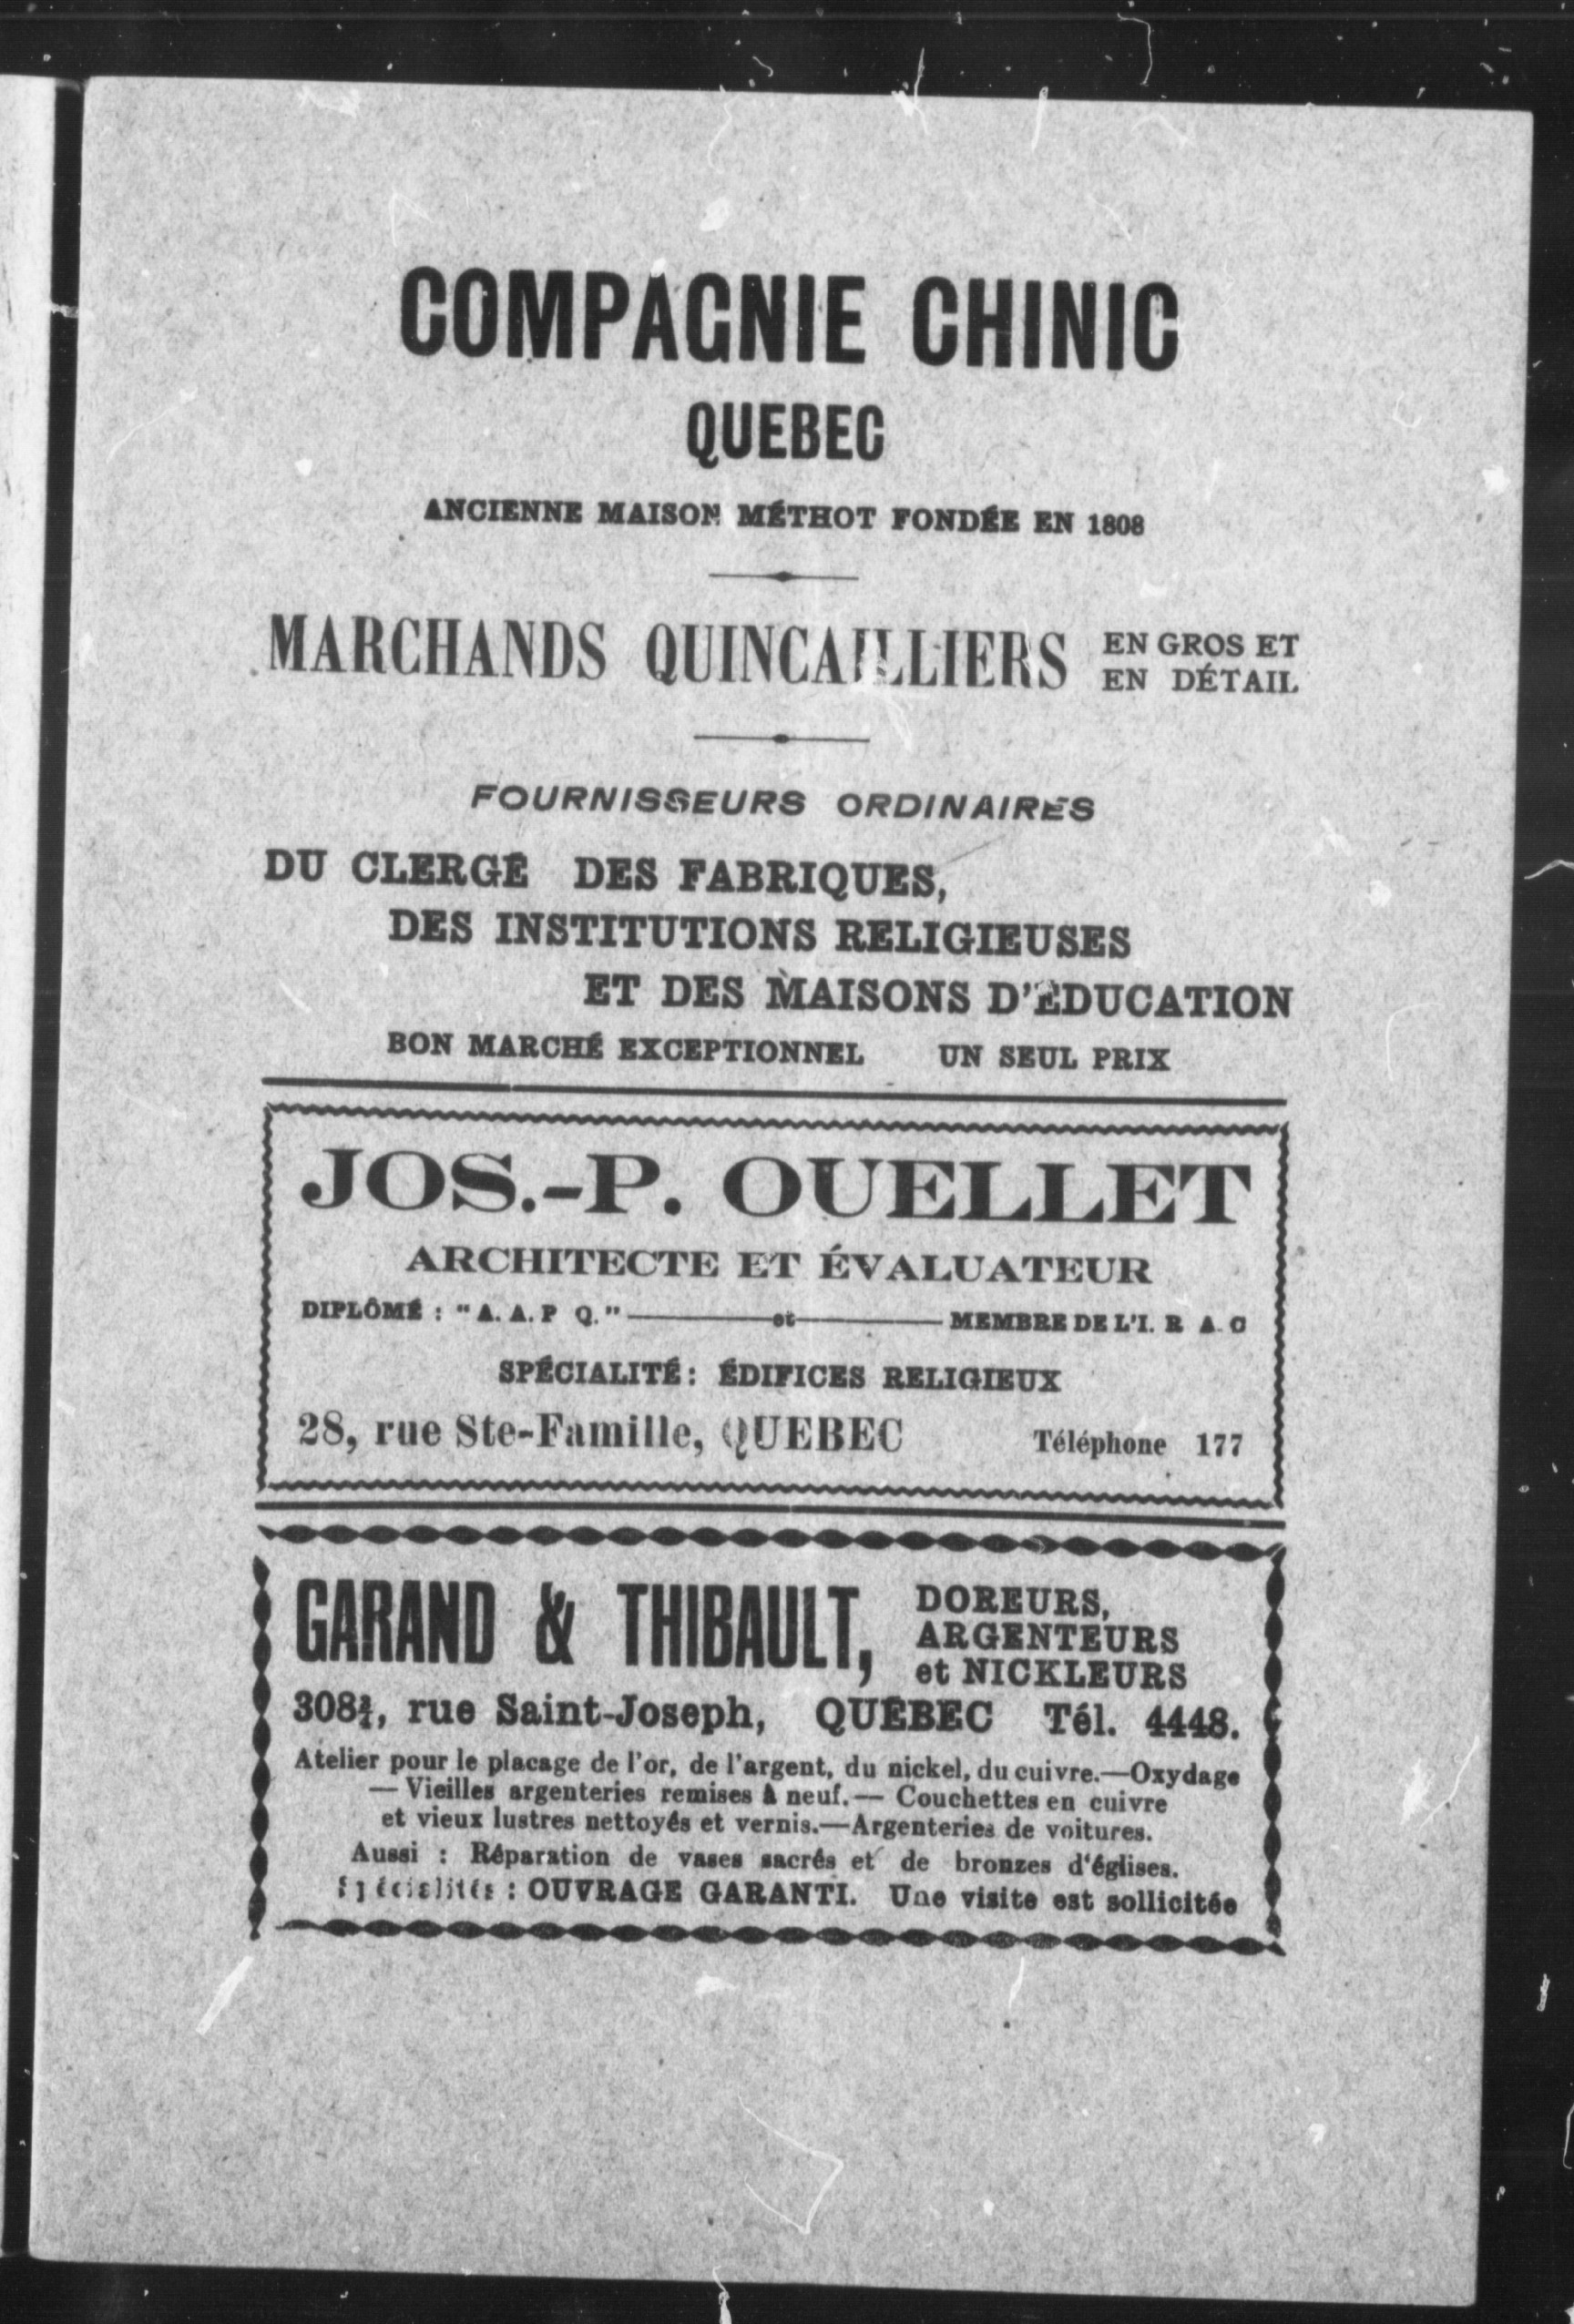 COMPAGNIE CHINIC
QUEBEC
ANCIENNE MAISON MÉTHOT FONDÉE EN 1808
MARCHANDS QUINCAILLIERS EN GROS ET
EN DÉTAIL
FOURNISSEURS ORDINAIRES
DU CLERGÉ DES FABRIQUES,
DES INSTITUTIONS RELIGIEUSES
ET DES MAISONS D'ÉDUCATION
BON MARCHÉ EXCEPTIONNEL UN SEUL PRIX
JOS.-P. OUELLET
ARCHITECTE ET ÉVALUATEUR
DIPLÔMÉ : "A. A. P Q."—et—MEMBRE DE L'I. R A. C
SPÉCIALITÉ: ÉDIFICES RELIGIEUX
28, rue Ste-Famille, QUEBEC Téléphone 177
GARAND & THIBAULT, DOREURS,
ARGENTEURS
et NICKLEURS
308¾, rue Saint-Joseph, QUÉBEC Tél. 4448.
Atelier pour le placage de l'or, de l'argent, du nickel, du cuivre.—Oxydage
— Vieilles argenteries remises à neuf.— Couchettes en cuivre
et vieux lustres nettoyés et vernis.—Argenteries de voitures.
Aussi : Réparation de vases sacrés et de bronzes d'églises.
Spécialités : OUVRAGE GARANTI. Une visite est sollicitée